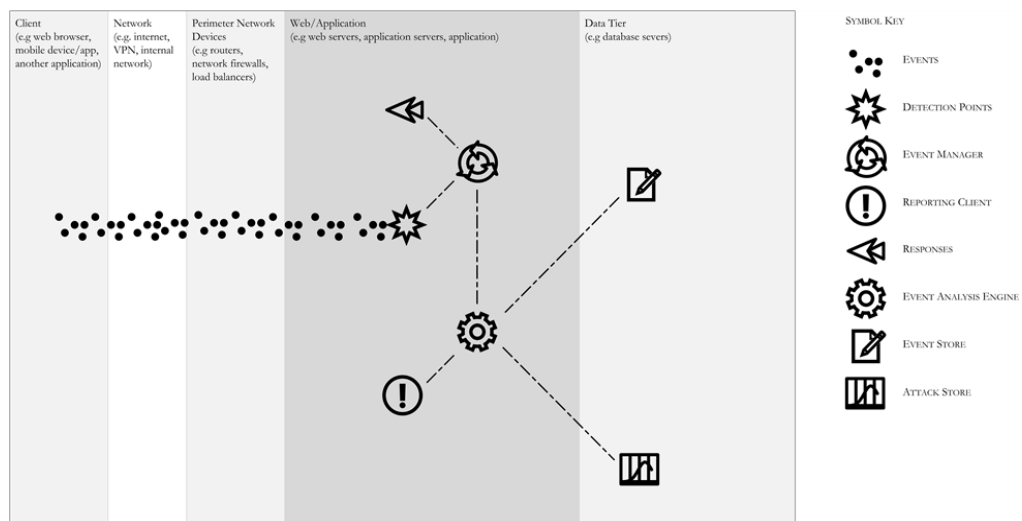 Client
(e.g web browser,
mobile device/app,
another application)
Network
(e.g. internet,
VPN, internal
network)
Perimeter Network
Devices
(e.g routers,
network firewalls,
load balancers)
Web/Application
(e.g web servers, application servers, application)
Data Tier
(e.g database severs)
SYMBOL KEY
EVENTS
DETECTION POINTS
EVENT MANAGER
REPORTING CLIENT
RESPONSES
EVENT ANALYSIS ENGINE
EVENT STORE
ATTACK STORE